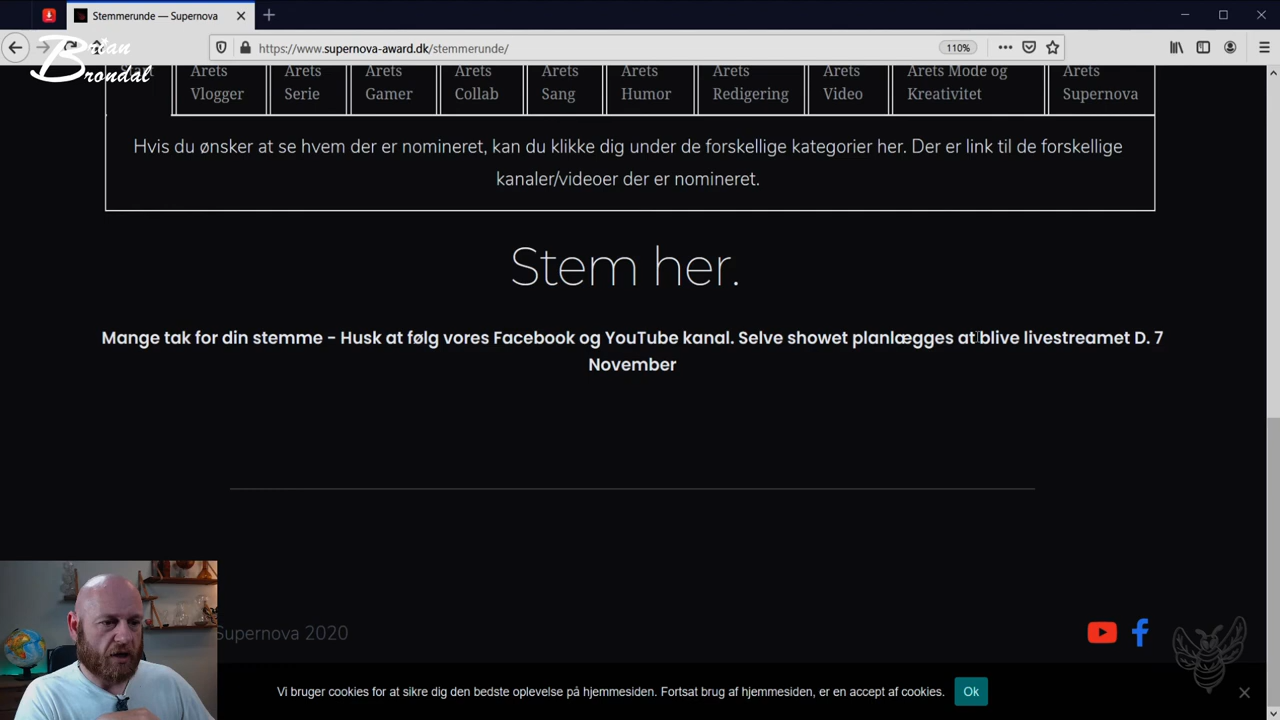 Stemmerunde — Supernova
https://www.supernova-award.dk/stemmerunde/
110%
Brian
Brøndal
Årets Vlogger
Årets Serie
Årets Gamer
Årets Collab
Årets Sang
Årets Humor
Årets Redigering
Årets Video
Årets Mode og Kreativitet
Årets Supernova
Hvis du ønsker at se hvem der er nomineret, kan du klikke dig under de forskellige kategorier her. Der er link til de forskellige
kanaler/videoer der er nomineret.
Stem her.
Mange tak for din stemme - Husk at følg vores Facebook og YouTube kanal. Selve showet planlægges at blive livestreamet D. 7
November
Supernova 2020
Vi bruger cookies for at sikre dig den bedste oplevelse på hjemmesiden. Fortsat brug af hjemmesiden, er en accept af cookies.
Ok